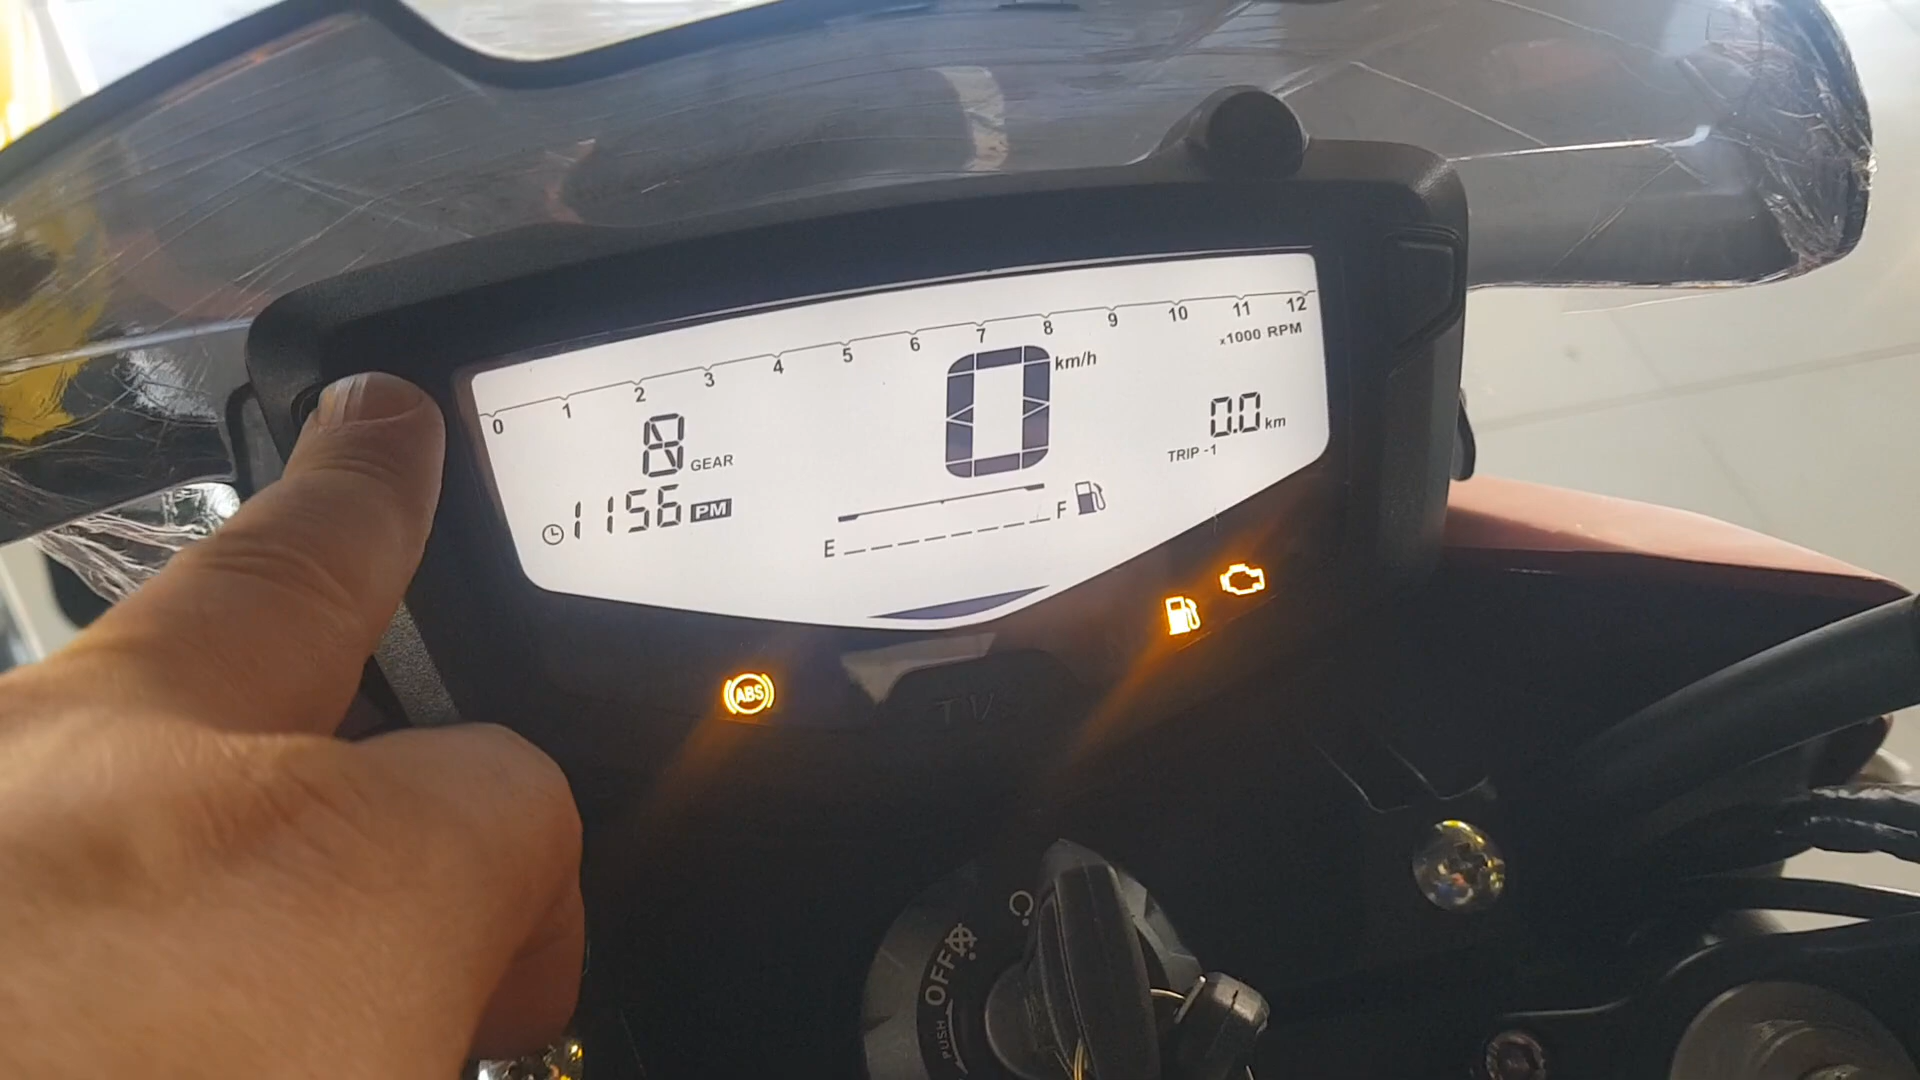 0 1 2 3 4 5 6 7 8 9 10 11 12
x1000 RPM
0 km/h
GEAR
0.0 km
TRIP -1
1156 PM
E F
ABS
TVS
OFF
PUSH